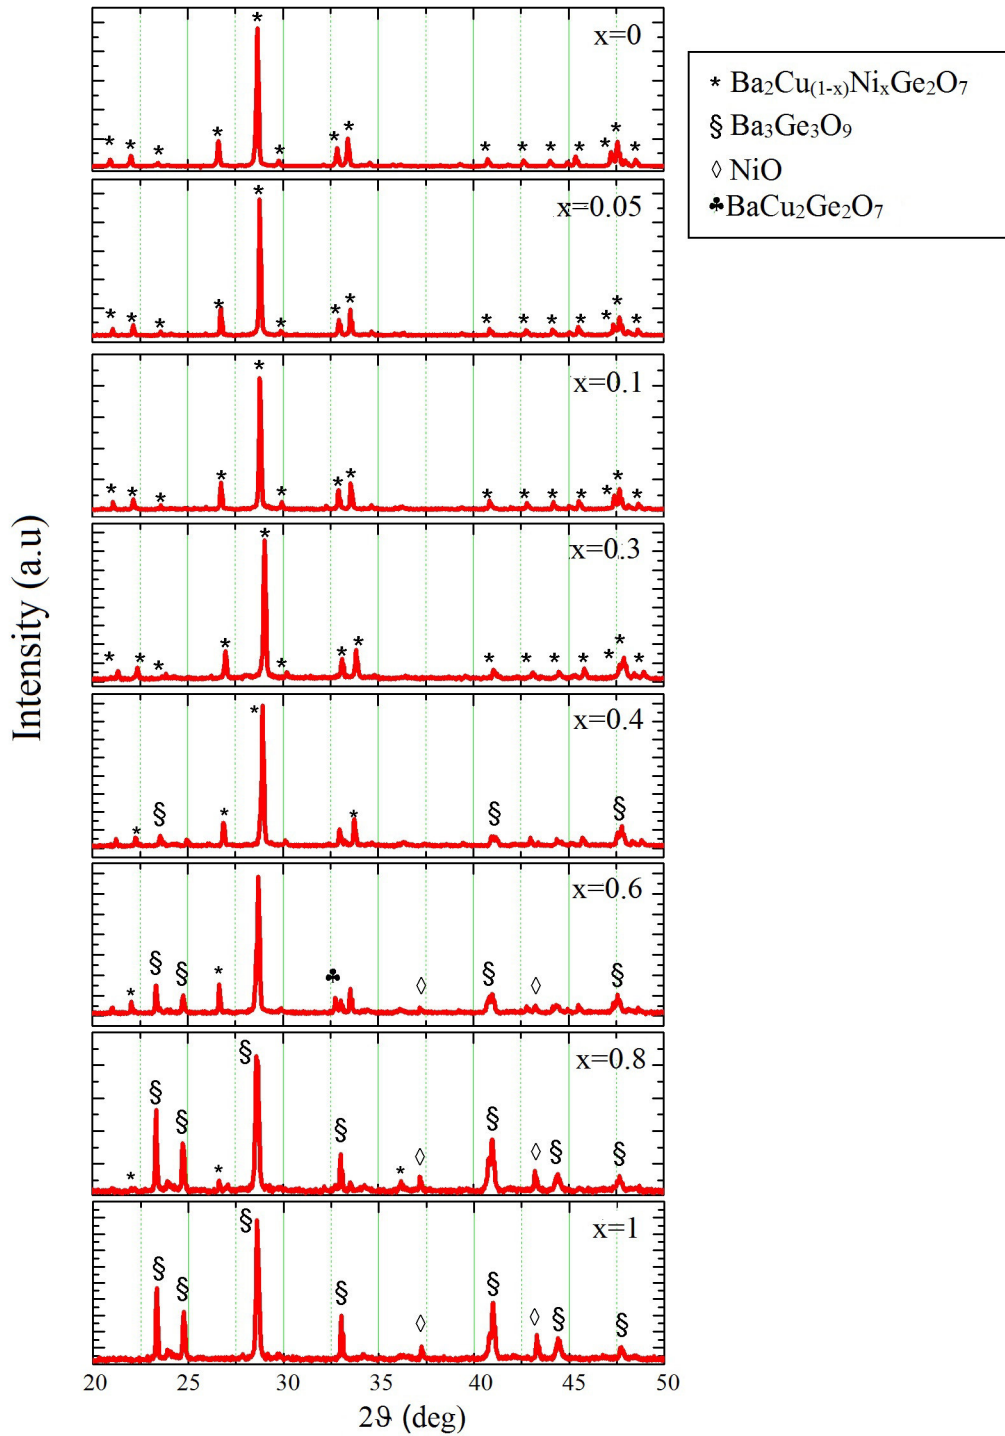 x=0
* Ba₂Cu₍₁₋ₓ₎NiₓGe₂O₇
§ Ba₃Ge₃O₉
◊ NiO
♣BaCu₂Ge₂O₇
* * * * * * * * * * * * * * * *
x=0.05
* * * * * * * * * * * * * * * *
x=0.1
* * * * * * * * * * * * * * * *
x=0.3
* * * * * * * * * * * * * * * *
x=0.4
* § * * * § §
x=0.6
* § § * ♣ ◊ § ◊ §
x=0.8
* § § * § § * ◊ § ◊ § §
x=1
§ § § § ◊ § ◊ § §
Intensity (a.u)
20 25 30 35 40 45 50
2ϑ (deg)